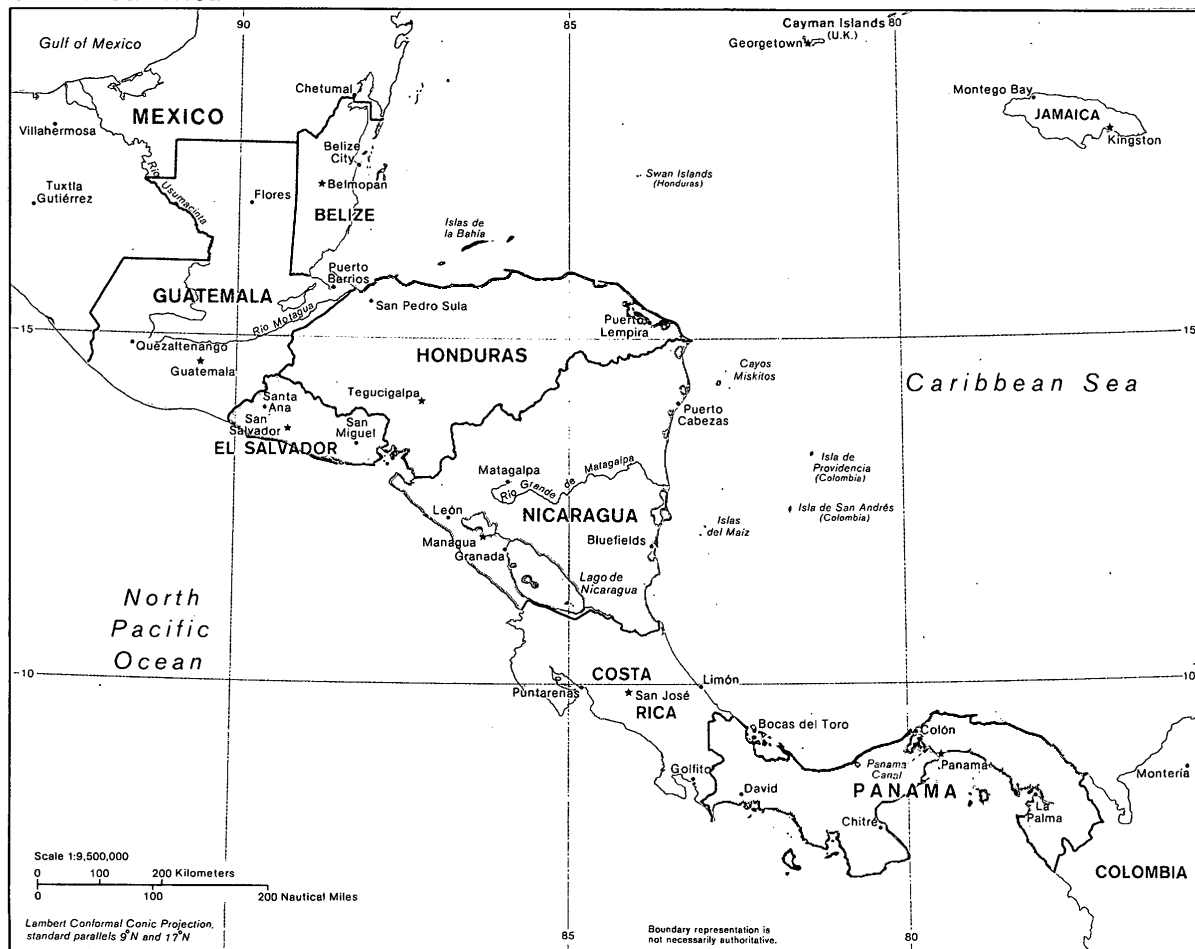 90
85
80
Cayman Islands
(U.K.)
Georgetown
Gulf of Mexico
Chetumal
Montego Bay
MEXICO
JAMAICA
Villahermosa
Kingston
Belize
City
Rio Usumacinta
Swan Islands
(Honduras)
Tuxtla
Gutiérrez
Flores
Belmopan
BELIZE
Islas de
la Bahía
Puerto
Barrios
GUATEMALA
San Pedro Sula
Rio Motagua
Puerto
Lempira
15
15
Quezaltenango
HONDURAS
Guatemala
Cayos
Miskitos
Caribbean Sea
Tegucigalpa
Santa
Ana
Puerto
Cabezas
San
Salvador
San
Miguel
EL SALVADOR
Isla de
Providencia
(Colombia)
Matagalpa
Rio Grande de Matagalpa
León
NICARAGUA
Isla de San Andrés
(Colombia)
Islas
del Maíz
Managua
Bluefields
Granada
Lago de
Nicaragua
North
Pacific
Ocean
10
10
COSTA
RICA
Limón
Puntarenas
San José
Bocas del Toro
Colón
Golfito
Panama
Canal
Panama
Montería
David
PANAMA
La
Palma
Chitré
COLOMBIA
Scale 1:9,500,000
0 100 200 Kilometers
0 100 200 Nautical Miles
Lambert Conformal Conic Projection,
standard parallels 9°N and 17°N
85
80
Boundary representation is
not necessarily authoritative.